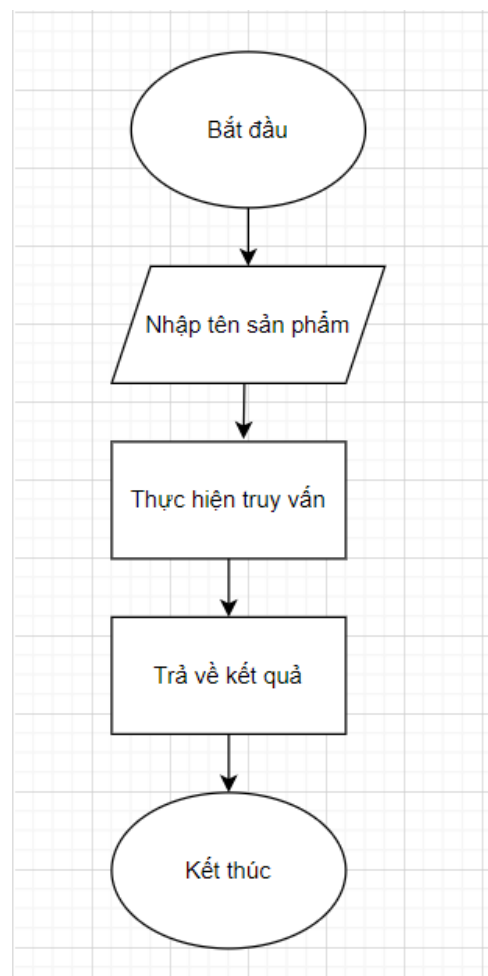 Bắt đầu
Nhập tên sản phẩm
Thực hiện truy vấn
Trả về kết quả
Kết thúc